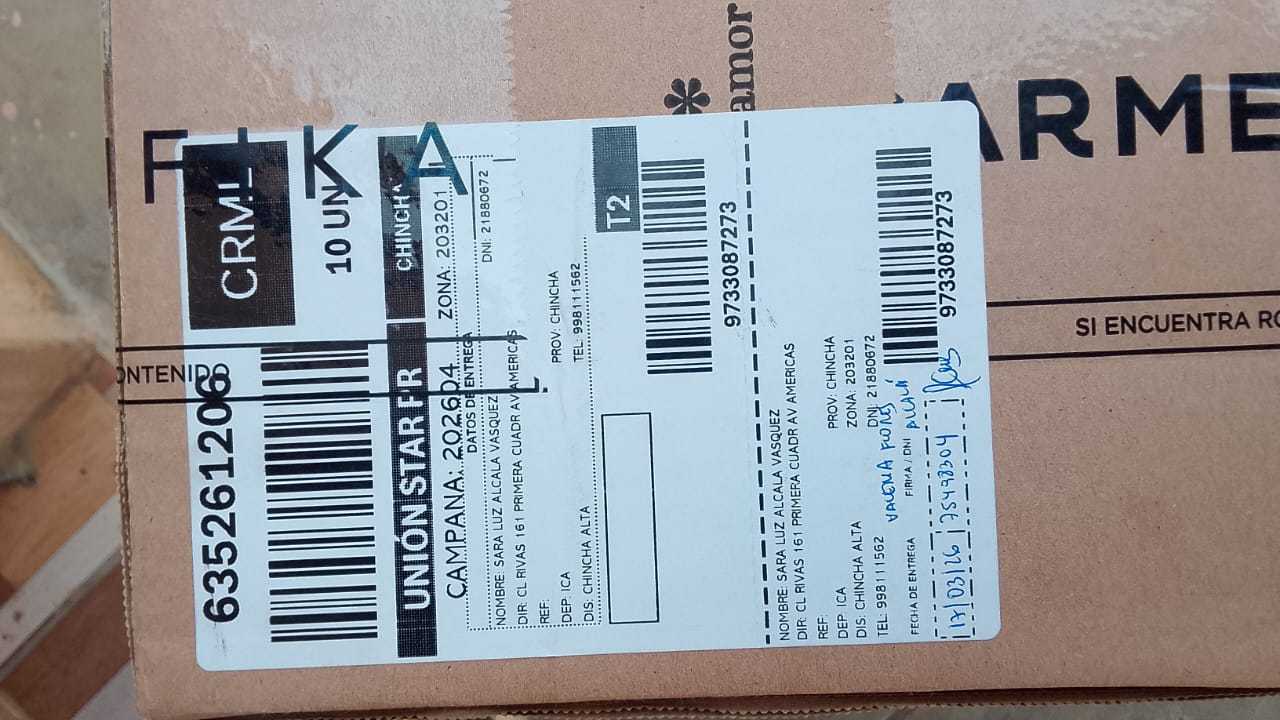 amor
ARME
SI ENCUENTRA RO
F I K A
ONTENIDO
635261206
CRML
10 UN
UNIÓN STAR FR
CHINCHA
CAMPAÑA: 202604
ZONA: 203201
DATOS DE ENTREGA
NOMBRE: SARA LUZ ALCALA VASQUEZ
DNI: 21880672
DIR: CL RIVAS 161 PRIMERA CUADR AV AMERICAS
REF:
DEP: ICA
PROV: CHINCHA
DIS: CHINCHA ALTA
TEL: 998111562
T2
9733087273
NOMBRE: SARA LUZ ALCALA VASQUEZ
DIR: CL RIVAS 161 PRIMERA CUADR AV AMERICAS
REF:
DEP: ICA
PROV: CHINCHA
DIS: CHINCHA ALTA
ZONA: 203201
TEL: 998111562
DNI: 21880672
9733087273
FECHA DE ENTREGA
FIRMA / DNI
17/03/26
75498304